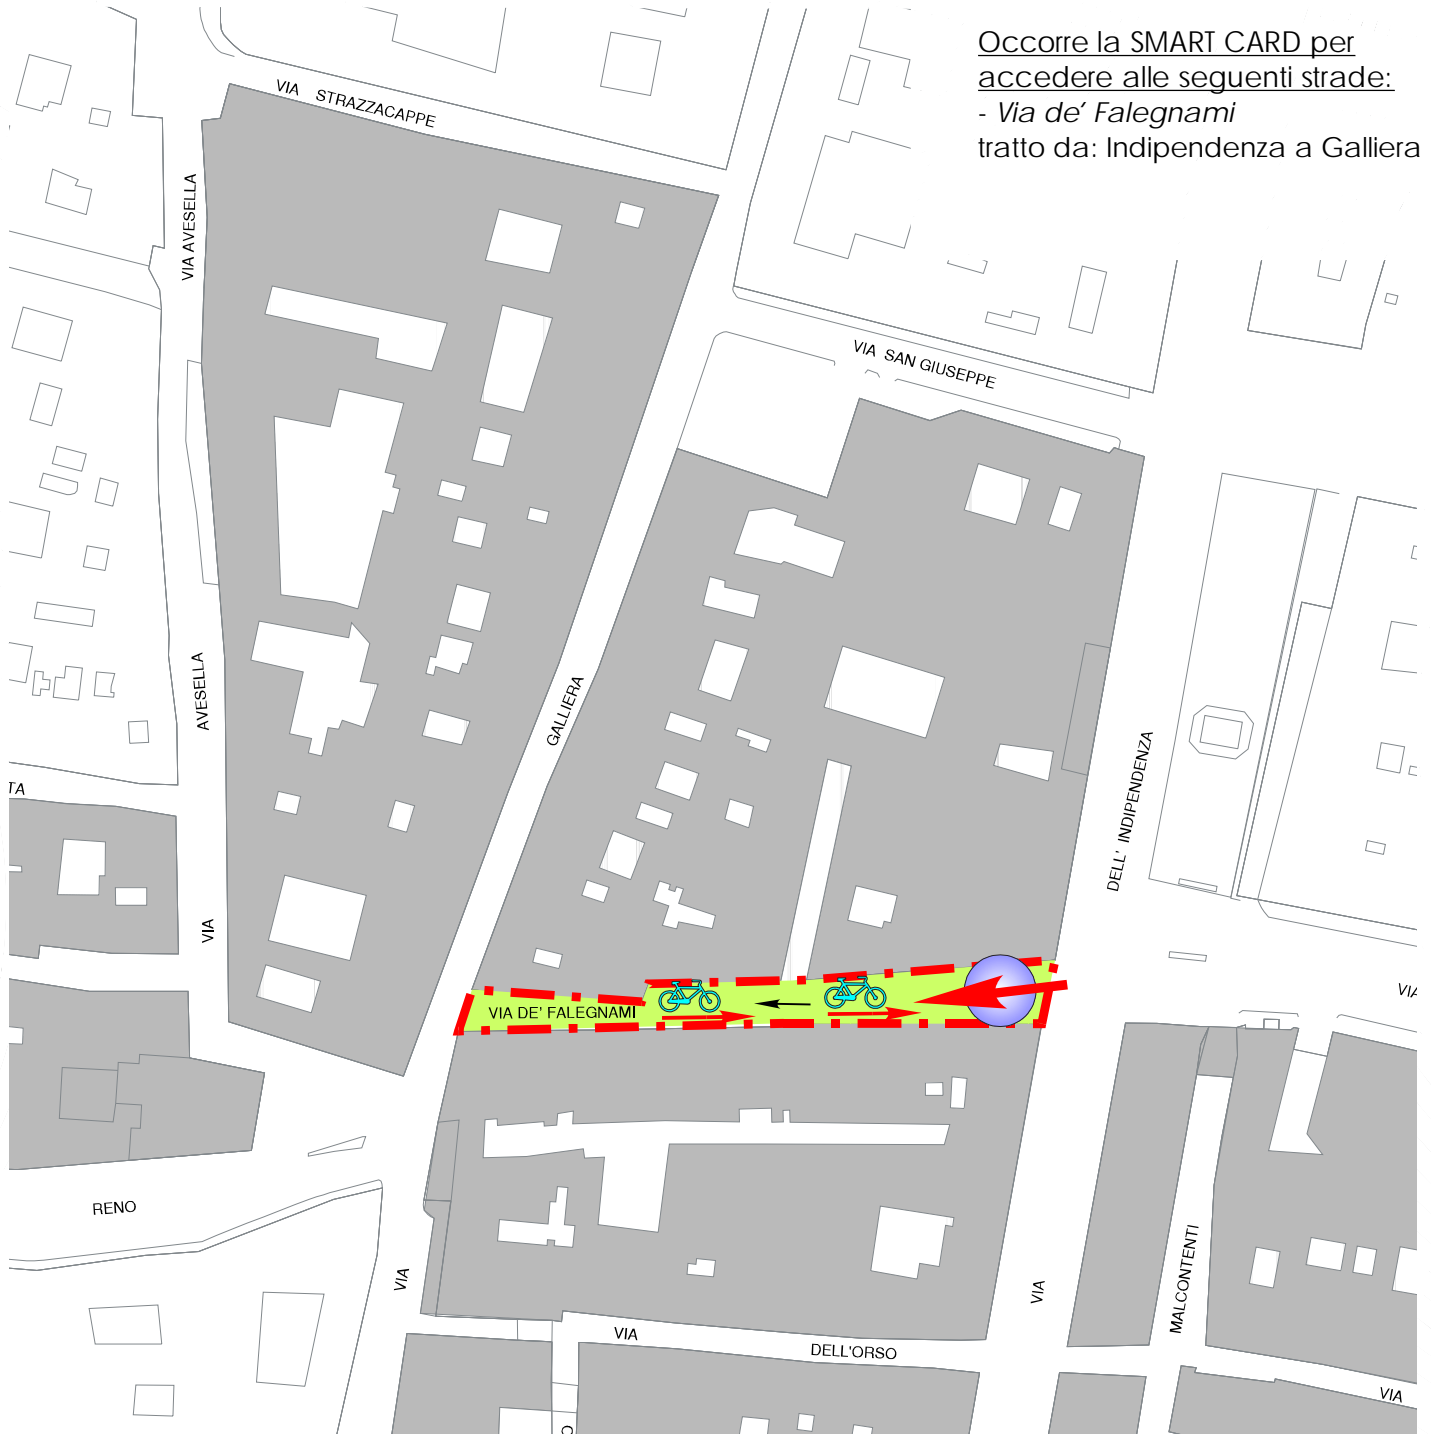 Occorre la SMART CARD per
accedere alle seguenti strade:
- Via de' Falegnami
tratto da: Indipendenza a Galliera
VIA STRAZZACAPPE
VIA AVESELLA
VIA SAN GIUSEPPE
AVESELLA
GALLIERA
DELL' INDIPENDENZA
TA
VIA
VIA
VIA DE' FALEGNAMI
RENO
VIA
VIA
MALCONTENTI
VIA
DELL'ORSO
VIA
O